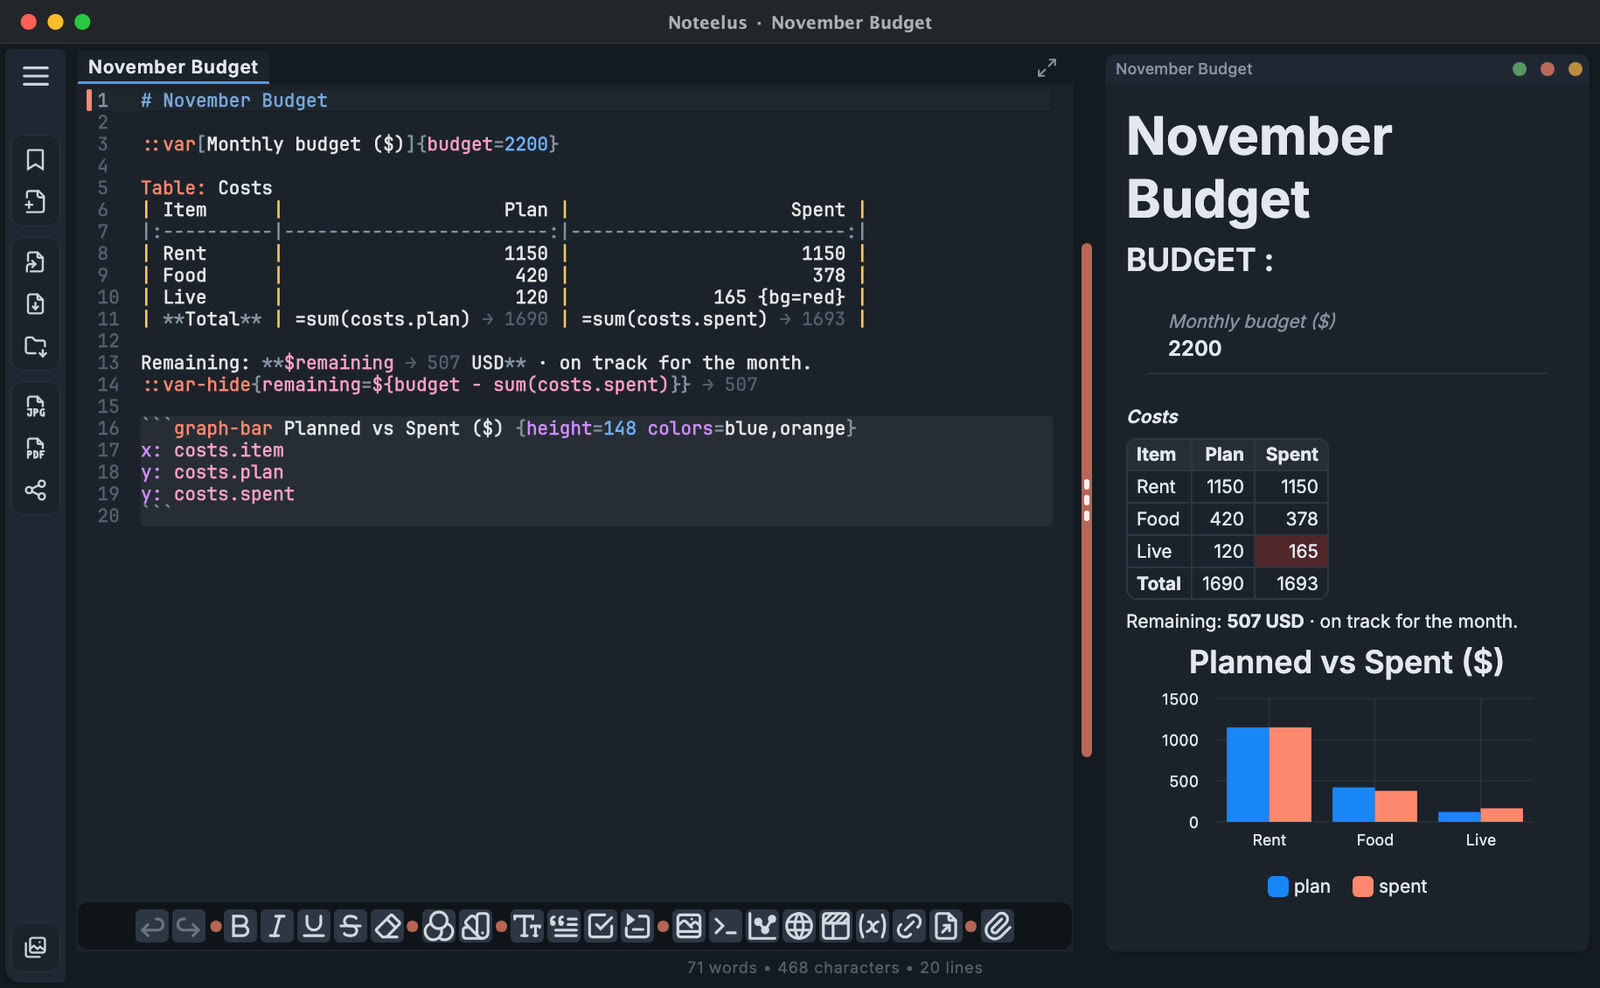 Noteelus · November Budget
November Budget
1 # November Budget
2
3 ::var[Monthly budget ($)]{budget=2200}
4
5 Table: Costs
6 | Item | Plan | Spent |
7 |:----------|------------------------:|-------------------------:|
8 | Rent | 1150 | 1150 |
9 | Food | 420 | 378 |
10 | Live | 120 | 165 {bg=red} |
11 | **Total** | =sum(costs.plan) → 1690 | =sum(costs.spent) → 1693 |
12
13 Remaining: **$remaining → 507 USD** · on track for the month.
14 ::var-hide{remaining=${budget - sum(costs.spent)}} → 507
15
16 ```graph-bar Planned vs Spent ($) {height=148 colors=blue,orange}
17 x: costs.item
18 y: costs.plan
19 y: costs.spent
20 ```
JPG
PDF
B I U S Tт (x)
71 words • 468 characters • 20 lines
November Budget
November
Budget
BUDGET :
Monthly budget ($)
2200
Costs
Item Plan Spent
Rent 1150 1150
Food 420 378
Live 120 165
Total 1690 1693
Remaining: 507 USD · on track for the month.
Planned vs Spent ($)
1500
1000
500
0
Rent Food Live
plan spent